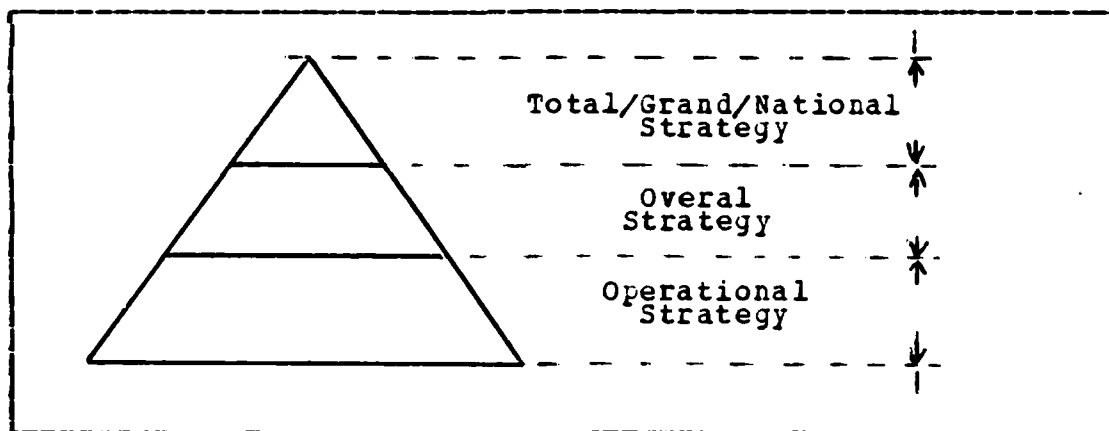 Total/Grand/National
Strategy
Overal
Strategy
Operational
Strategy